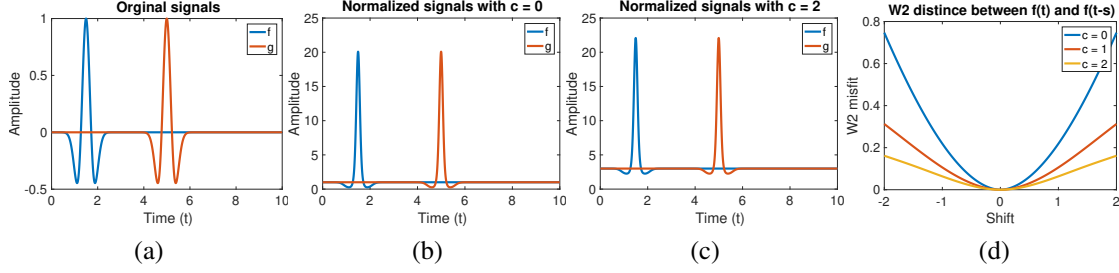 Orginal signals
1
0.5
0
-0.5
Amplitude
0 2 4 6 8 10
Time (t)
f
g
(a)
Normalized signals with c = 0
25
20
15
10
5
0
Amplitude
0 2 4 6 8 10
Time (t)
f
g
(b)
Normalized signals with c = 2
25
20
15
10
5
0
Amplitude
0 2 4 6 8 10
Time (t)
f
g
(c)
W2 distince between f(t) and f(t-s)
0.8
0.6
0.4
0.2
0
W2 misfit
-2 -1 0 1 2
Shift
c = 0
c = 1
c = 2
(d)